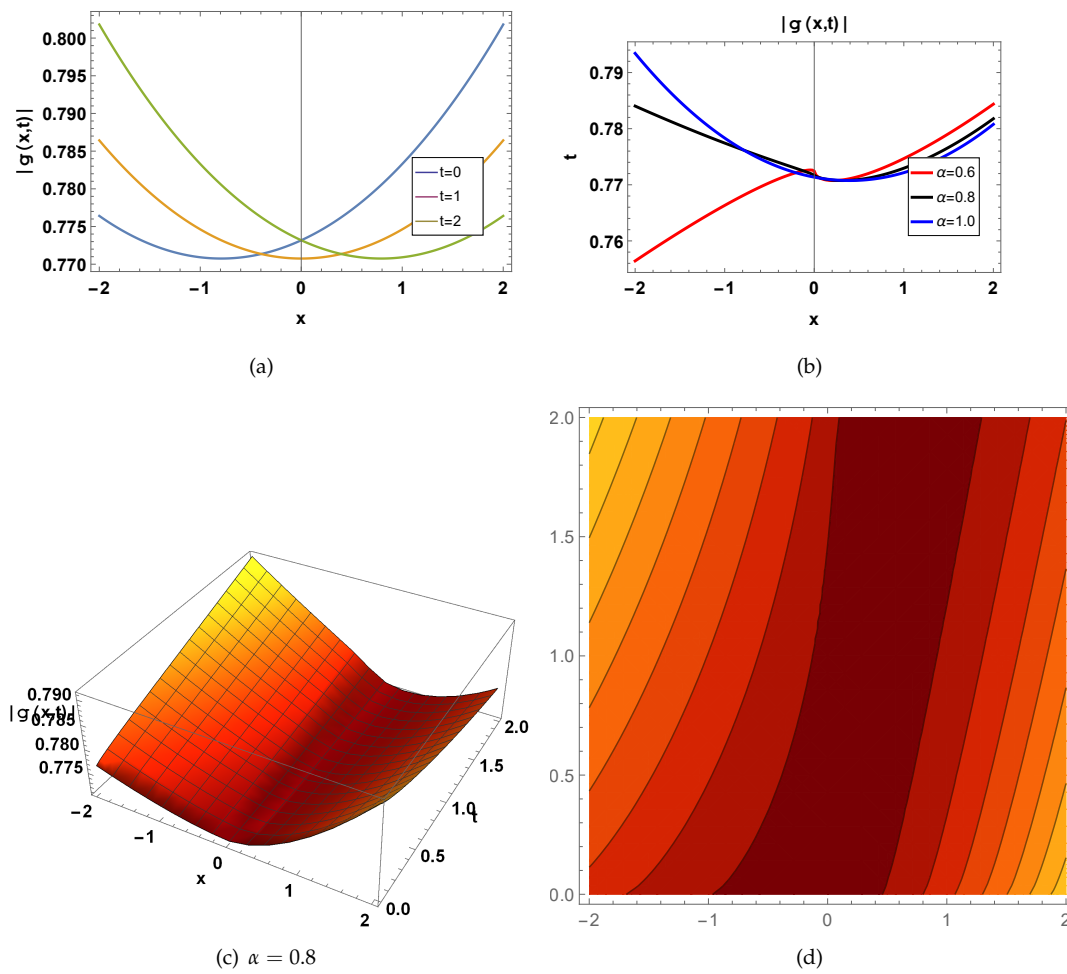 |g(x,t)|
0.800
0.795
0.790
0.785
0.780
0.775
0.770
t=0
t=1
t=2
−2 −1 0 1 2
x
(a)
|g(x,t)|
t
0.79
0.78
0.77
0.76
α=0.6
α=0.8
α=1.0
−2 −1 0 1 2
x
(b)
|g(x,t)|
0.790
0.785
0.780
0.775
−2
−1
0
1
2
x
0.0
0.5
1.0
1.5
2.0
t
(c) α = 0.8
2.0
1.5
1.0
0.5
0.0
−2 −1 0 1 2
(d)